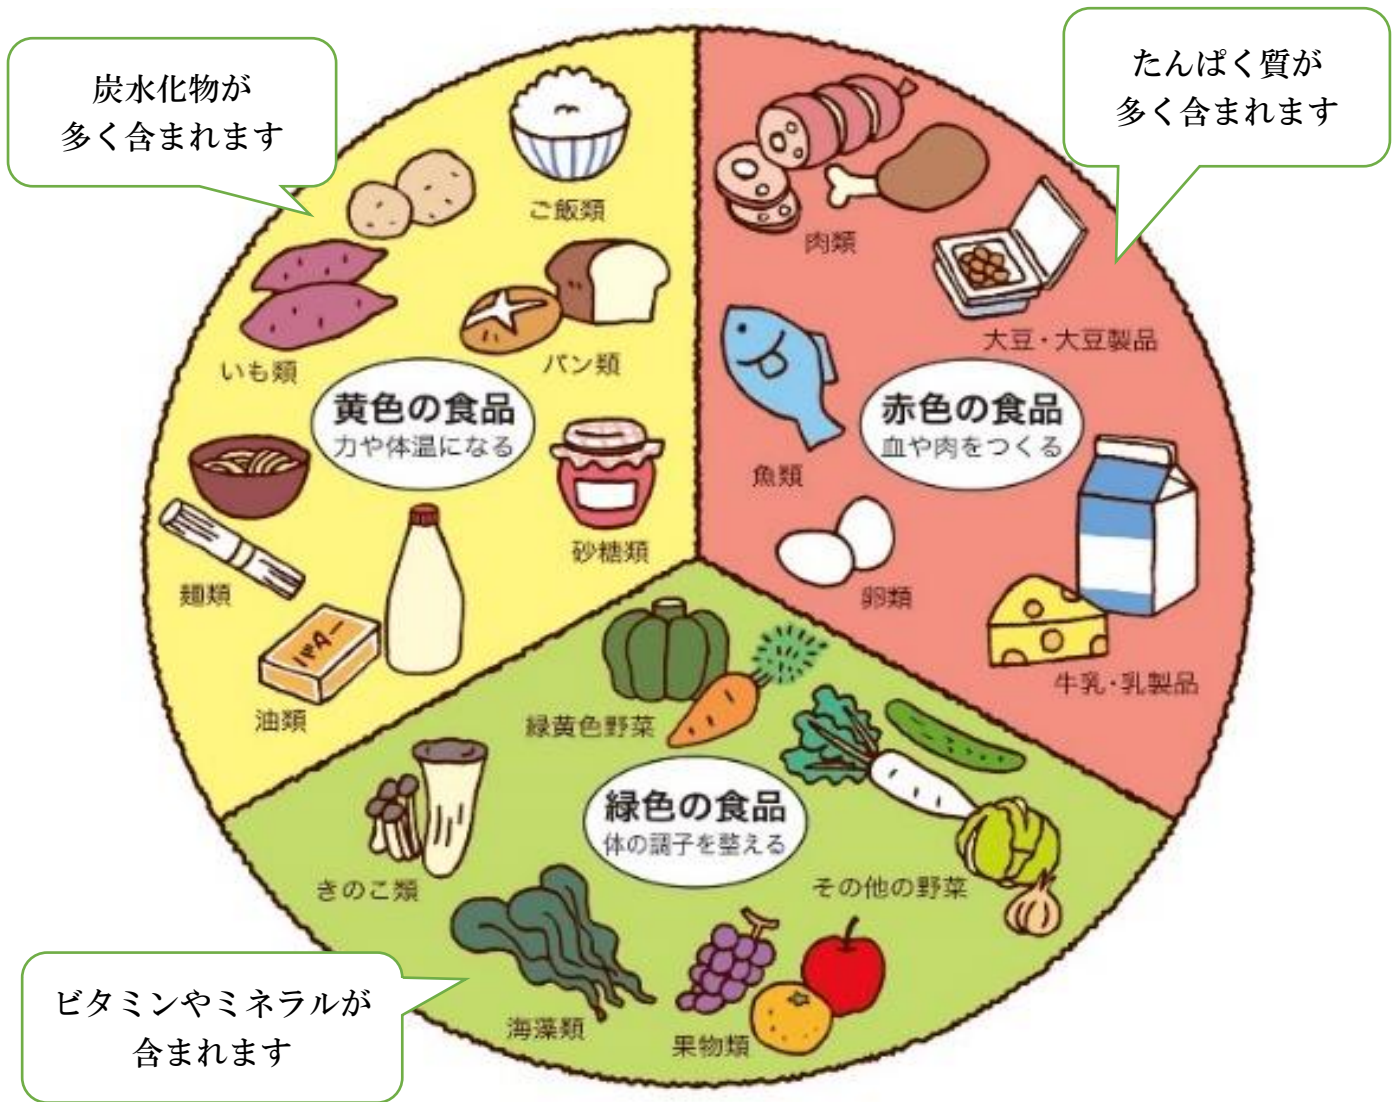 炭水化物が
多く含まれます
たんぱく質が
多く含まれます
ご飯類
いも類
パン類
黄色の食品
力や体温になる
砂糖類
麺類
バター
油類
肉類
大豆・大豆製品
赤色の食品
血や肉をつくる
魚類
卵類
牛乳・乳製品
緑黄色野菜
緑色の食品
体の調子を整える
きのこ類
その他の野菜
海藻類
果物類
ビタミンやミネラルが
含まれます